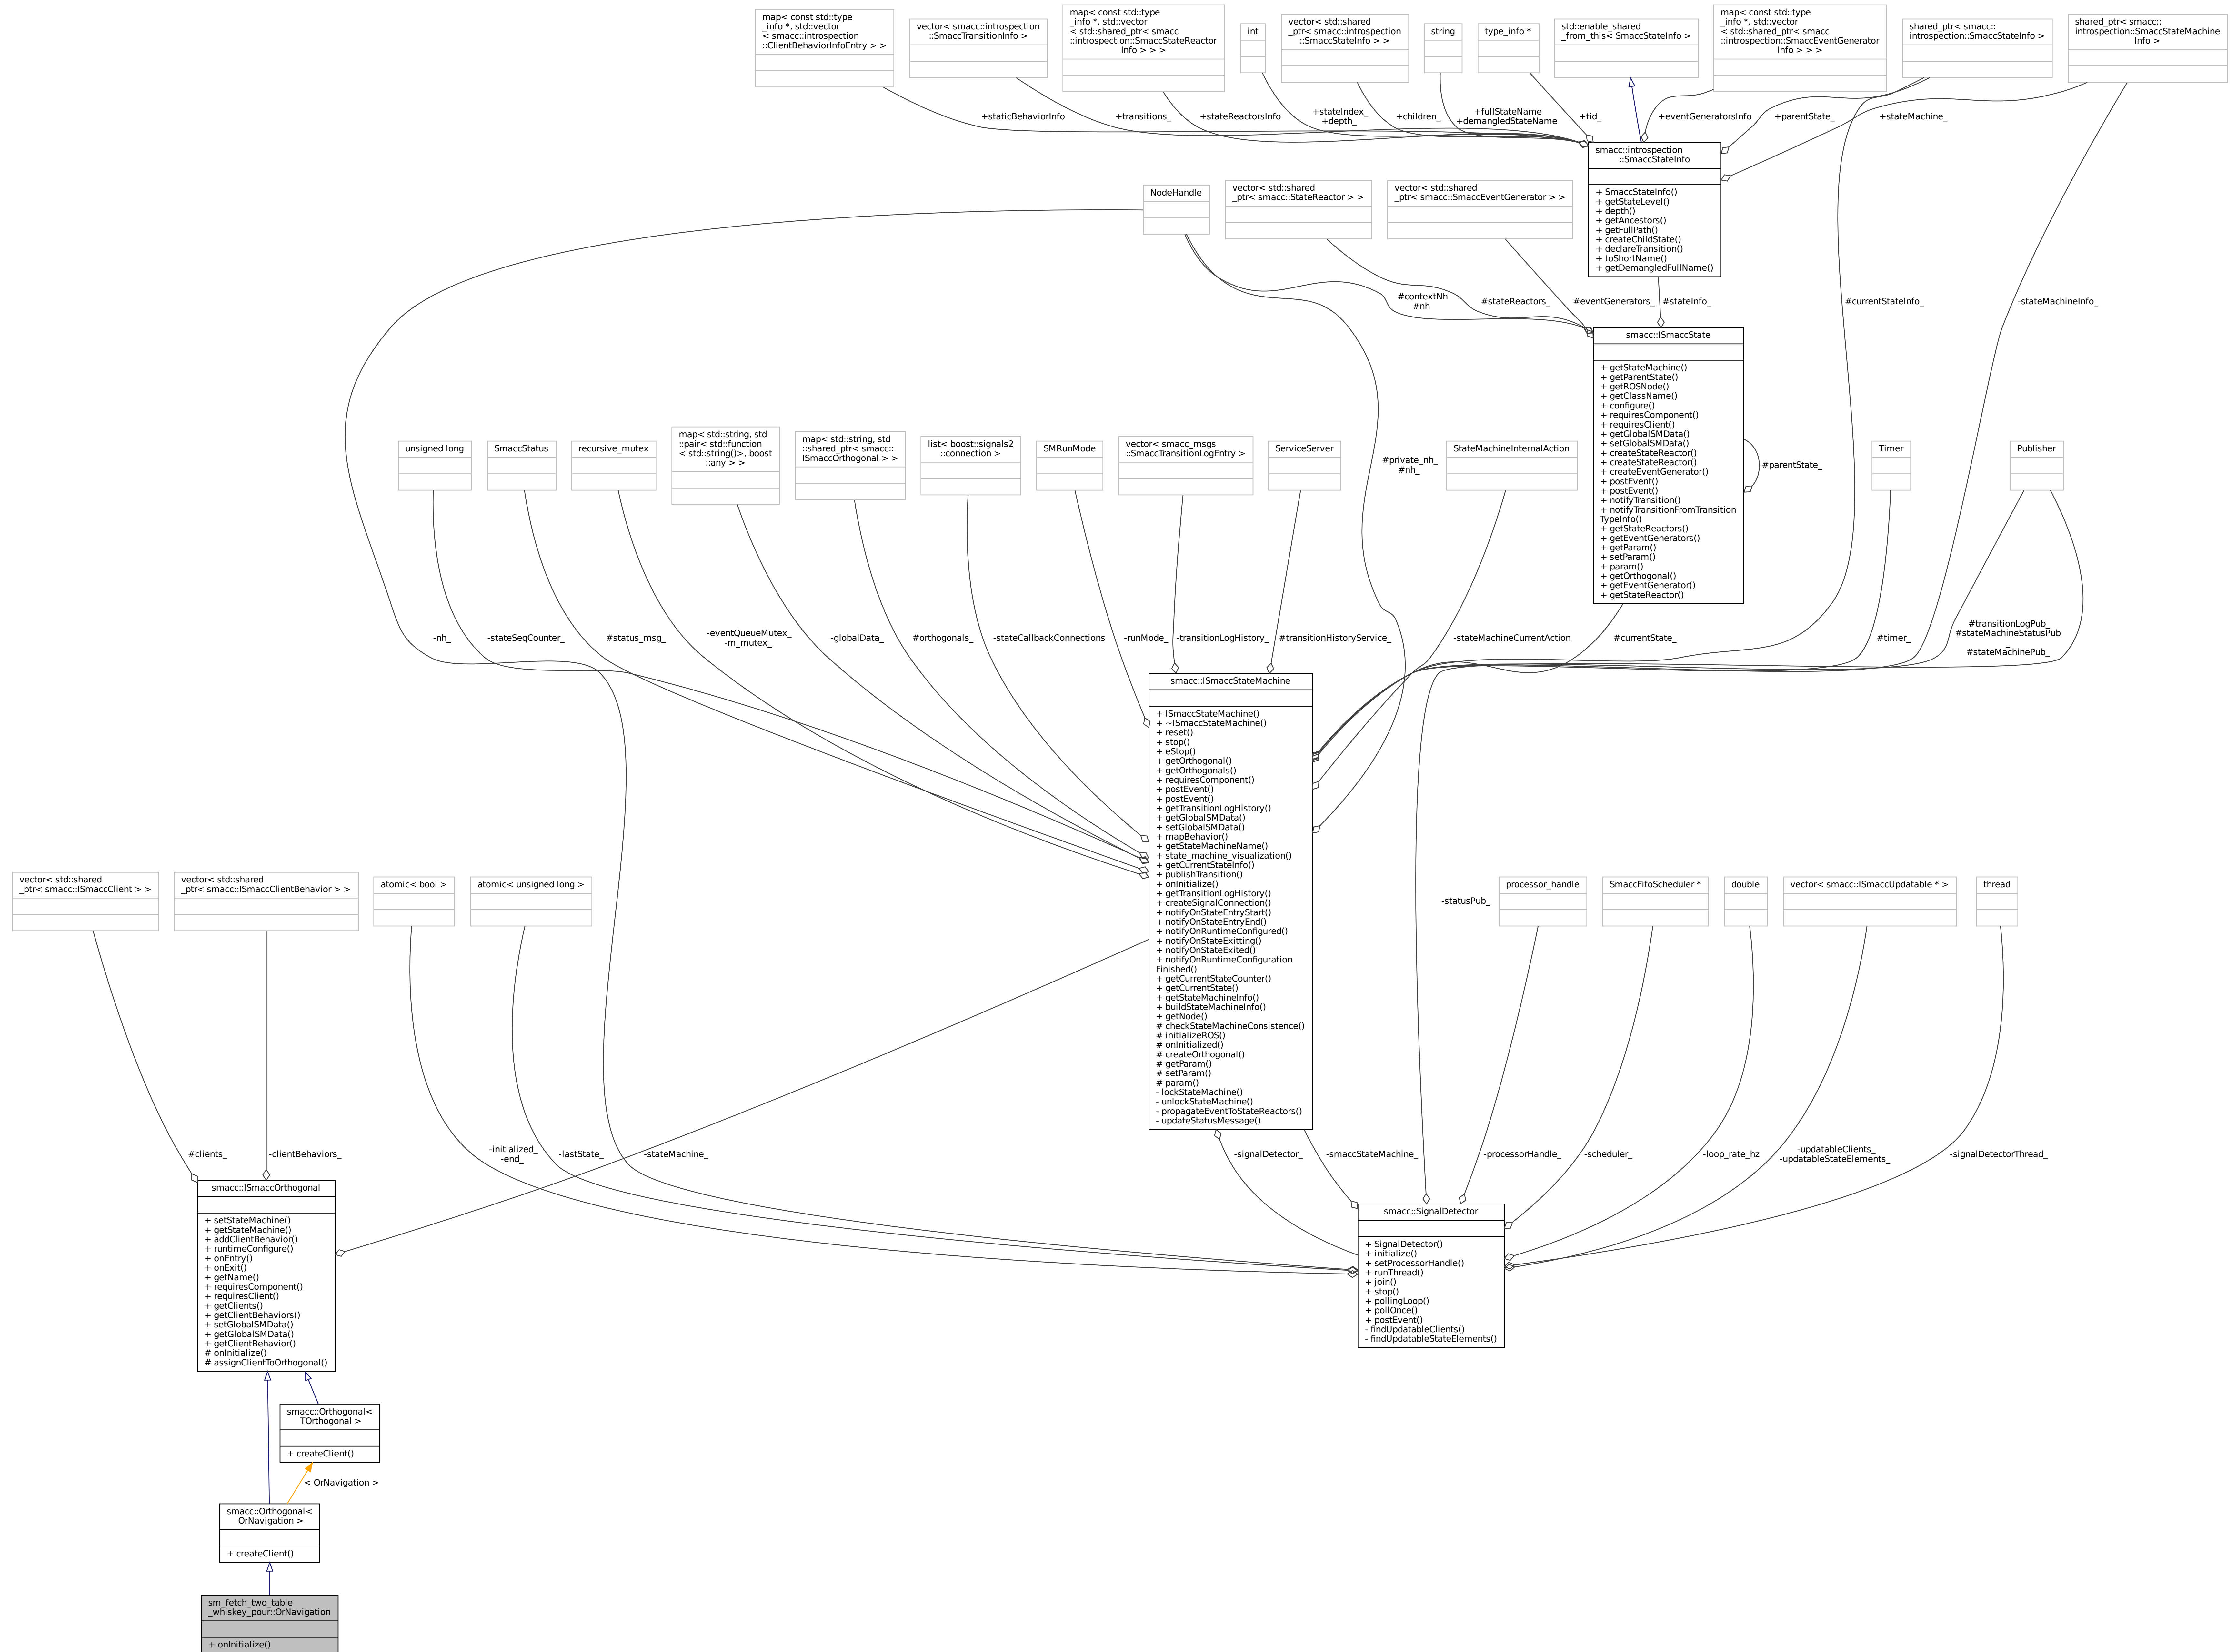 map< const std::type
_info *, std::vector
< smacc::introspection
::ClientBehaviorInfoEntry > >
vector< smacc::introspection
::SmaccTransitionInfo >
map< const std::type
_info *, std::vector
< std::shared_ptr< smacc
::introspection::SmaccStateReactor
Info > > >
int
vector< std::shared
_ptr< smacc::introspection
::SmaccStateInfo > >
string
type_info *
std::enable_shared
_from_this< SmaccStateInfo >
map< const std::type
_info *, std::vector
< std::shared_ptr< smacc
::introspection::SmaccEventGenerator
Info > > >
shared_ptr< smacc::
introspection::SmaccStateInfo >
shared_ptr< smacc::
introspection::SmaccStateMachine
Info >
+staticBehaviorInfo
+transitions_
+stateReactorsInfo
+stateIndex_
+depth_
+children_
+fullStateName
+demangledStateName
+tid_
+eventGeneratorsInfo
+parentState_
+stateMachine_
smacc::introspection
::SmaccStateInfo
+ SmaccStateInfo()
+ getStateLevel()
+ depth()
+ getAncestors()
+ getFullPath()
+ createChildState()
+ declareTransition()
+ toShortName()
+ getDemangledFullName()
NodeHandle
vector< std::shared
_ptr< smacc::StateReactor > >
vector< std::shared
_ptr< smacc::SmaccEventGenerator > >
#contextNh
#nh
#stateReactors_
#eventGenerators_
#stateInfo_
#currentStateInfo_
-stateMachineInfo_
smacc::ISmaccState
+ getStateMachine()
+ getParentState()
+ getROSNode()
+ getClassName()
+ configure()
+ requiresComponent()
+ requiresClient()
+ getGlobalSMData()
+ setGlobalSMData()
+ createStateReactor()
+ createStateReactor()
+ createEventGenerator()
+ postEvent()
+ postEvent()
+ notifyTransition()
+ notifyTransitionFromTransition
TypeInfo()
+ getStateReactors()
+ getEventGenerators()
+ getParam()
+ setParam()
+ param()
+ getOrthogonal()
+ getEventGenerator()
+ getStateReactor()
#parentState_
unsigned long
SmaccStatus
recursive_mutex
map< std::string, std
::pair< std::function
< std::string()>, boost
::any > >
map< std::string, std
::shared_ptr< smacc::
ISmaccOrthogonal > >
list< boost::signals2
::connection >
SMRunMode
vector< smacc_msgs
::SmaccTransitionLogEntry >
ServiceServer
#private_nh_
#nh_
StateMachineInternalAction
Timer
Publisher
-nh_
-stateSeqCounter_
#status_msg_
-eventQueueMutex_
-m_mutex_
-globalData_
#orthogonals_
-stateCallbackConnections
-runMode_
-transitionLogHistory_
#transitionHistoryService_
-stateMachineCurrentAction
#currentState_
#timer_
#transitionLogPub_
#stateMachineStatusPub
_
#stateMachinePub_
smacc::ISmaccStateMachine
+ ISmaccStateMachine()
+ ~ISmaccStateMachine()
+ reset()
+ stop()
+ eStop()
+ getOrthogonal()
+ getOrthogonals()
+ requiresComponent()
+ postEvent()
+ postEvent()
+ getTransitionLogHistory()
+ getGlobalSMData()
+ setGlobalSMData()
+ mapBehavior()
+ getStateMachineName()
+ state_machine_visualization()
+ getCurrentStateInfo()
+ publishTransition()
+ onInitialize()
+ getTransitionLogHistory()
+ createSignalConnection()
+ notifyOnStateEntryStart()
+ notifyOnStateEntryEnd()
+ notifyOnRuntimeConfigured()
+ notifyOnStateExitting()
+ notifyOnStateExited()
+ notifyOnRuntimeConfiguration
Finished()
+ getCurrentStateCounter()
+ getCurrentState()
+ getStateMachineInfo()
+ buildStateMachineInfo()
+ getNode()
# checkStateMachineConsistence()
# initializeROS()
# onInitialized()
# createOrthogonal()
# getParam()
# setParam()
# param()
- lockStateMachine()
- unlockStateMachine()
- propagateEventToStateReactors()
- updateStatusMessage()
vector< std::shared
_ptr< smacc::ISmaccClient > >
vector< std::shared
_ptr< smacc::ISmaccClientBehavior > >
atomic< bool >
atomic< unsigned long >
-statusPub_
processor_handle
SmaccFifoScheduler *
double
vector< smacc::ISmaccUpdatable * >
thread
#clients_
-clientBehaviors_
-initialized_
-end_
-lastState_
-stateMachine_
-signalDetector_
-smaccStateMachine_
-processorHandle_
-scheduler_
-loop_rate_hz
-updatableClients_
-updatableStateElements_
-signalDetectorThread_
smacc::ISmaccOrthogonal
+ setStateMachine()
+ getStateMachine()
+ addClientBehavior()
+ runtimeConfigure()
+ onEntry()
+ onExit()
+ getName()
+ requiresComponent()
+ requiresClient()
+ getClients()
+ getClientBehaviors()
+ setGlobalSMData()
+ getGlobalSMData()
+ getClientBehavior()
# onInitialize()
# assignClientToOrthogonal()
smacc::SignalDetector
+ SignalDetector()
+ initialize()
+ setProcessorHandle()
+ runThread()
+ join()
+ stop()
+ pollingLoop()
+ pollOnce()
+ postEvent()
- findUpdatableClients()
- findUpdatableStateElements()
smacc::Orthogonal<
TOrthogonal >
+ createClient()
< OrNavigation >
smacc::Orthogonal<
OrNavigation >
+ createClient()
sm_fetch_two_table
_whiskey_pour::OrNavigation
+ onInitialize()